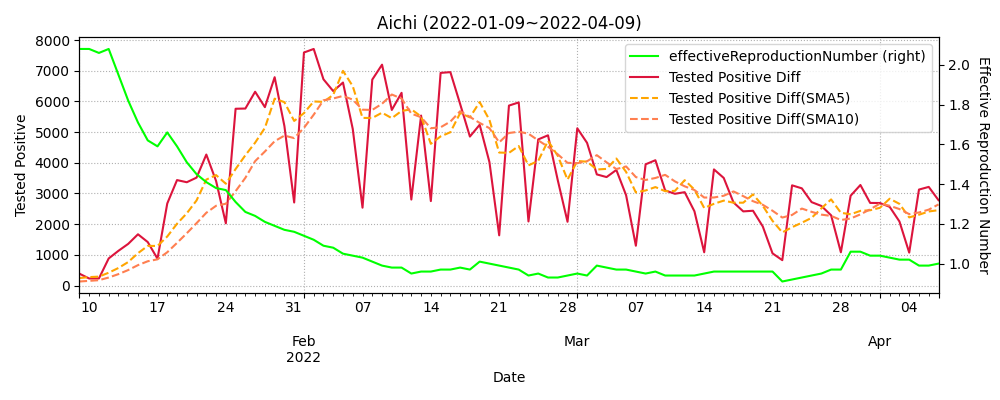 Aichi (2022-01-09~2022-04-09)
8000
7000
6000
5000
4000
3000
2000
1000
0
Tested Positive
effectiveReproductionNumber (right)
Tested Positive Diff
Tested Positive Diff(SMA5)
Tested Positive Diff(SMA10)
2.0
1.8
1.6
1.4
1.2
1.0
Effective Reproduction Number
10 17 24 31 07 14 21 28 07 14 21 28 04
Feb Mar Apr
2022
Date